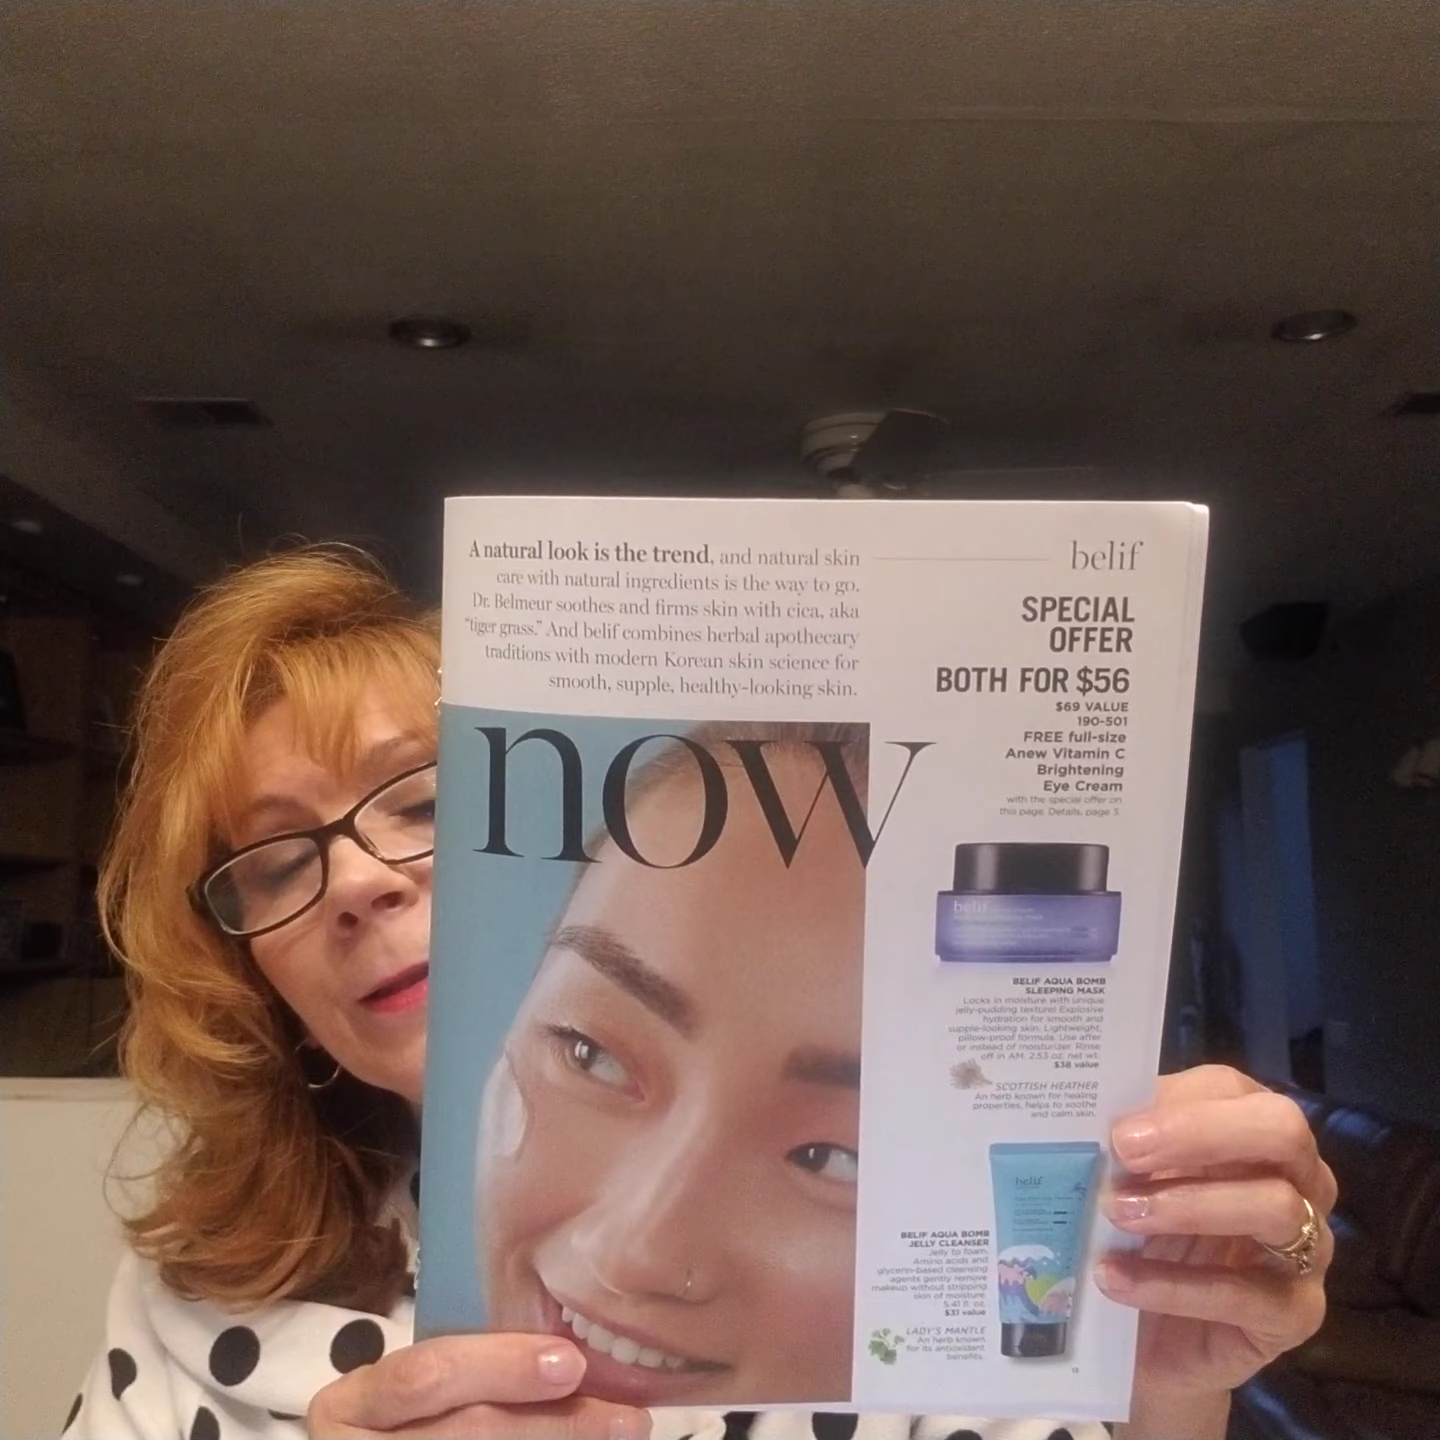 A natural look is the trend, and natural skin
care with natural ingredients is the way to go.
Dr. Belmeur soothes and firms skin with cica, aka
"tiger grass." And belif combines herbal apothecary
traditions with modern Korean skin science for
smooth, supple, healthy-looking skin.
now
belif
SPECIAL
OFFER
BOTH FOR $56
$69 VALUE
190-501
FREE full-size
Anew Vitamin C
Brightening
Eye Cream
with the special offer on
this page. Details, page 3.
belif
BELIF AQUA BOMB
SLEEPING MASK
Locks in moisture with unique
jelly-pudding texture! Explosive
hydration for smooth and
supple-looking skin. Lightweight,
pillow-proof formula. Use after
or instead of moisturizer. Rinse
off in AM. 2.53 oz. net wt.
$38 value
SCOTTISH HEATHER
An herb known for healing
properties, helps to soothe
and calm skin.
belif
BELIF AQUA BOMB
JELLY CLEANSER
Jelly to foam.
Amino acids and
glycerin-based cleansing
agents gently remove
makeup without stripping
skin of moisture.
5.41 fl. oz.
$31 value
LADY'S MANTLE
An herb known
for its antioxidant
benefits.
13